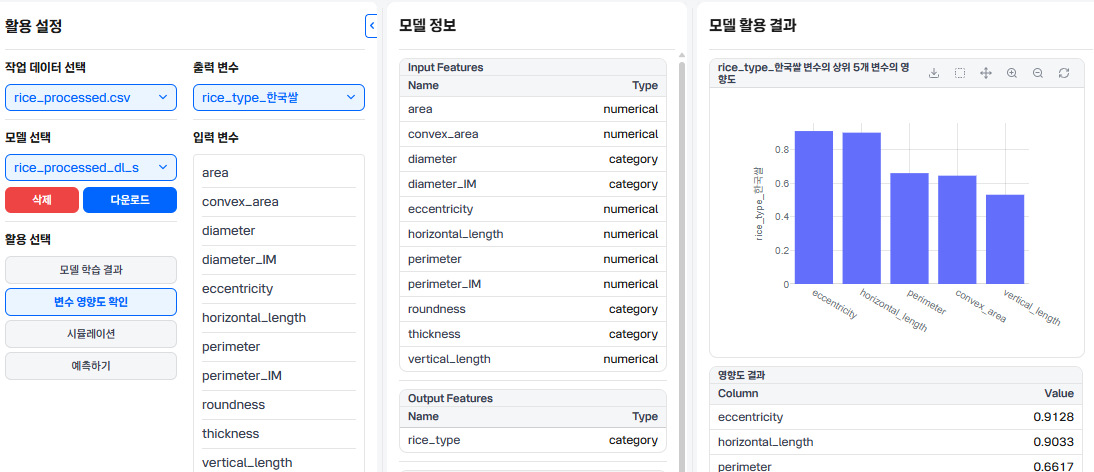 활용 설정
작업 데이터 선택
rice_processed.csv
모델 선택
rice_processed_dl_s
삭제
다운로드
활용 선택
모델 학습 결과
변수 영향도 확인
시뮬레이션
예측하기
출력 변수
rice_type_한국쌀
입력 변수
area
convex_area
diameter
diameter_IM
eccentricity
horizontal_length
perimeter
perimeter_IM
roundness
thickness
vertical_length
모델 정보
Input Features
Name Type
area numerical
convex_area numerical
diameter category
diameter_IM category
eccentricity numerical
horizontal_length numerical
perimeter numerical
perimeter_IM numerical
roundness category
thickness category
vertical_length numerical
Output Features
Name Type
rice_type category
모델 활용 결과
rice_type_한국쌀 변수의 상위 5개 변수의 영
향도
rice_type_한국쌀
0.8
0.6
0.4
0.2
0
eccentricity
horizontal_length
perimeter
convex_area
vertical_length
영향도 결과
Column Value
eccentricity 0.9128
horizontal_length 0.9033
perimeter 0.6617